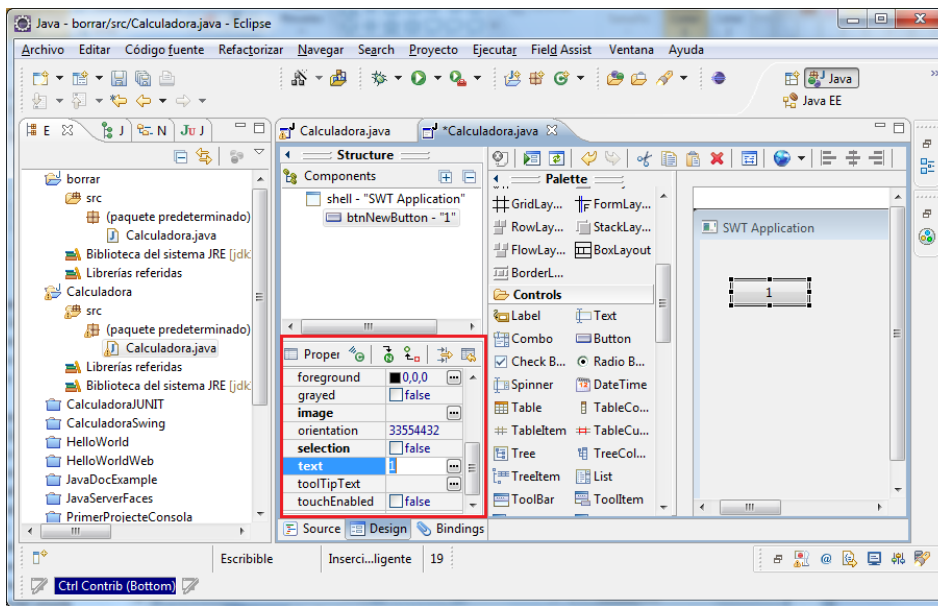 Java - borrar/src/Calculadora.java - Eclipse
Archivo Editar Código fuente Refactorizar Navegar Search Proyecto Ejecutar Field Assist Ventana Ayuda
Java
Java EE
E J N Ju J
Calculadora.java *Calculadora.java
borrar
src
(paquete predeterminado)
Calculadora.java
Biblioteca del sistema JRE [jdk
Librerías referidas
Calculadora
src
(paquete predeterminado)
Calculadora.java
Librerías referidas
Biblioteca del sistema JRE [jdk
CalculadoraJUNIT
CalculadoraSwing
HelloWorld
HelloWorldWeb
JavaDocExample
JavaServerFaces
PrimerProjecteConsola
Structure
Components
shell - "SWT Application"
btnNewButton - "1"
Proper
foreground 0,0,0
grayed false
image
orientation 33554432
selection false
text 1
toolTipText
touchEnabled false
Palette
GridLay... FormLay...
RowLay... StackLay...
FlowLay... BoxLayout
BorderL...
Controls
Label Text
Combo Button
Check B... Radio B...
Spinner DateTime
Table TableCo...
TableItem TableCu...
Tree TreeCol...
TreeItem List
ToolBar ToolItem
SWT Application
1
Source Design Bindings
Escribible Inserci...ligente 19
Ctrl Contrib (Bottom)